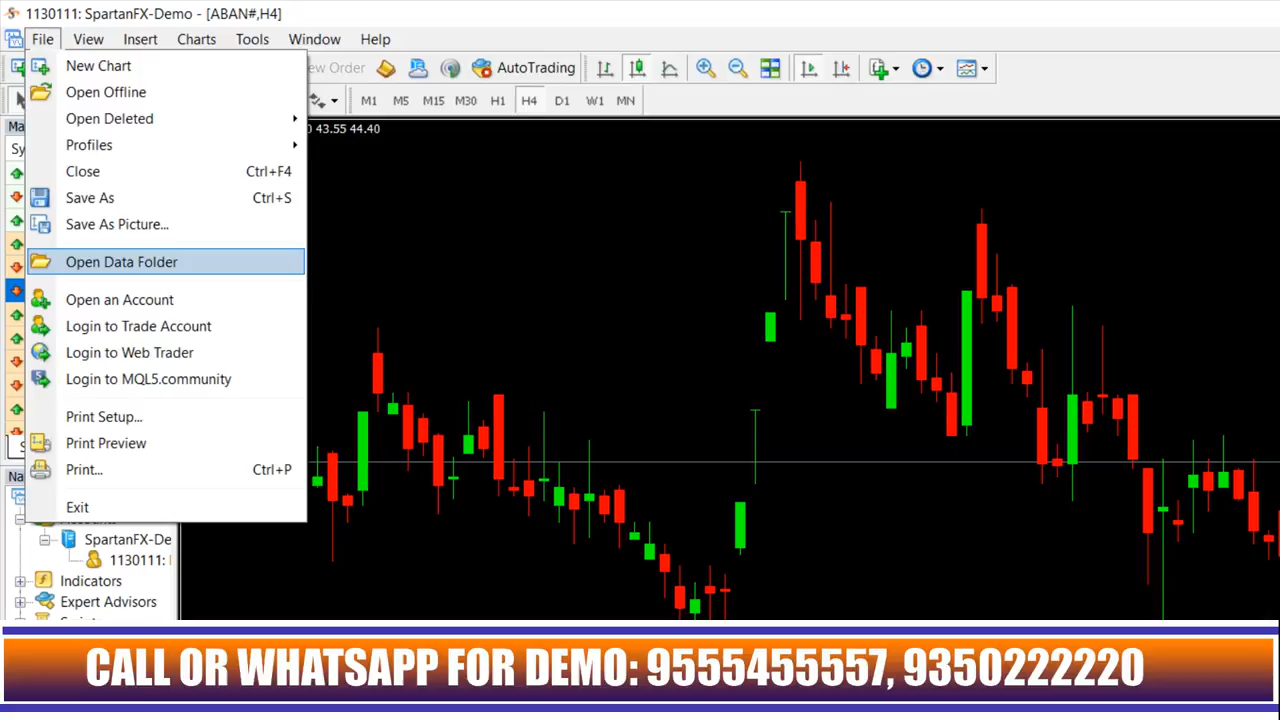 1130111: SpartanFX-Demo - [ABAN#,H4]
File View Insert Charts Tools Window Help
New Chart
Open Offline
Open Deleted
Profiles
Close Ctrl+F4
Save As Ctrl+S
Save As Picture...
Open Data Folder
Open an Account
Login to Trade Account
Login to Web Trader
Login to MQL5.community
Print Setup...
Print Preview
Print... Ctrl+P
Exit
Order AutoTrading
M1 M5 M15 M30 H1 H4 D1 W1 MN
43.55 44.40
SpartanFX-De
1130111:
Indicators
Expert Advisors
CALL OR WHATSAPP FOR DEMO: 9555455557, 9350222220